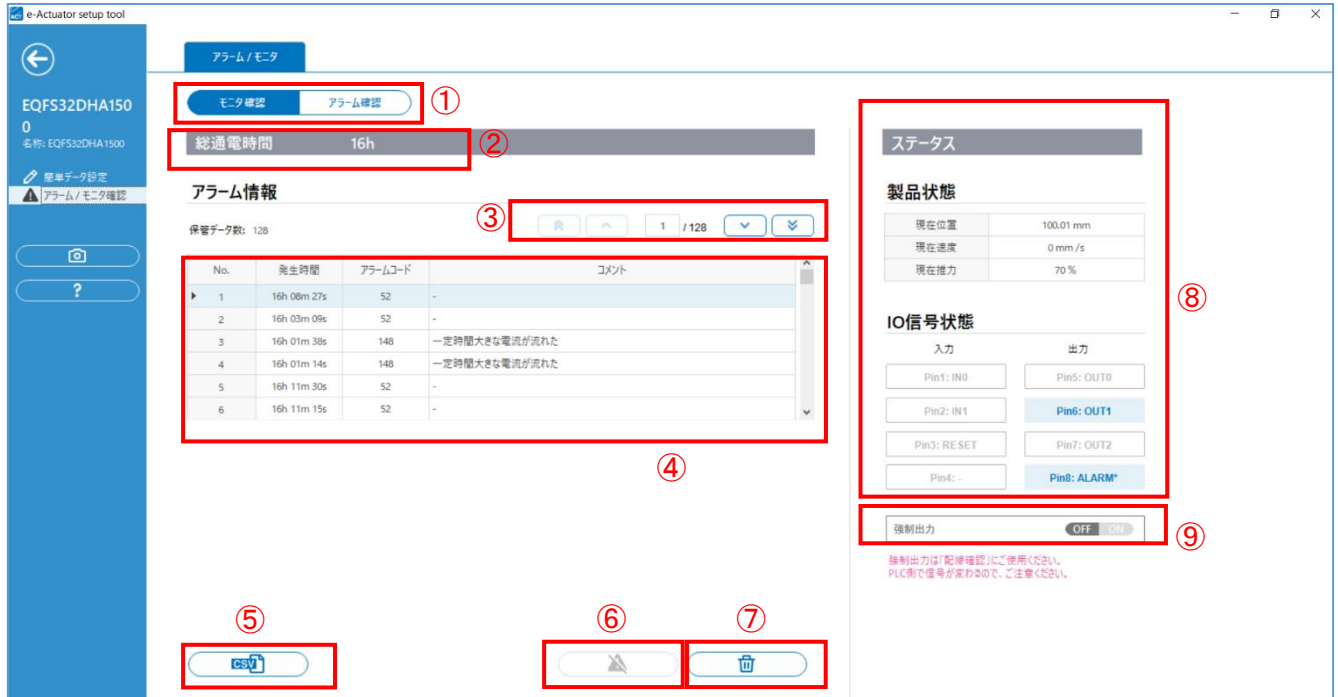 e-Actuator setup tool
アラーム / モニタ
EQFS32DHA150
0
名称: EQFS32DHA1500
簡単データ設定
アラーム / モニタ確認
?
モニタ確認 アラーム確認 ①
総通電時間 16h ②
アラーム情報
保管データ数: 128
③ 1 / 128
No. 発生時間 アラームコード コメント
1 16h 08m 27s 52 -
2 16h 03m 09s 52 -
3 16h 01m 38s 148 一定時間大きな電流が流れた
4 16h 01m 14s 148 一定時間大きな電流が流れた
5 16h 11m 30s 52 -
6 16h 11m 15s 52 -
④
⑤ ⑥ ⑦
CSV
ステータス
製品状態
現在位置 100.01 mm
現在速度 0 mm /s
現在推力 70 %
⑧
IO信号状態
入力 出力
Pin1: IN0 Pin5: OUT0
Pin2: IN1 Pin6: OUT1
Pin3: RESET Pin7: OUT2
Pin4: - Pin8: ALARM*
強制出力 OFF ON ⑨
強制出力は「配線確認」にご使用ください。
PLC側で信号が変わるので、ご注意ください。